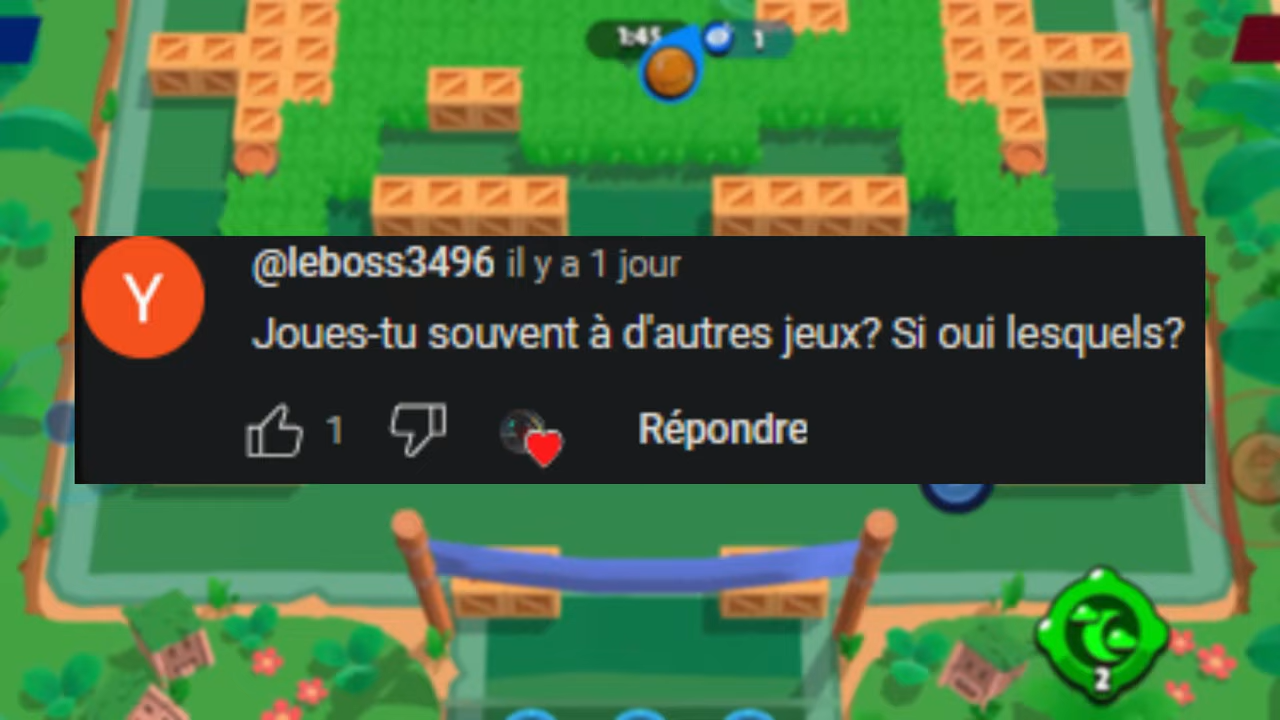 1:45 1
Y
@leboss3496 il y a 1 jour
Joues-tu souvent à d'autres jeux? Si oui lesquels?
1 Répondre
2